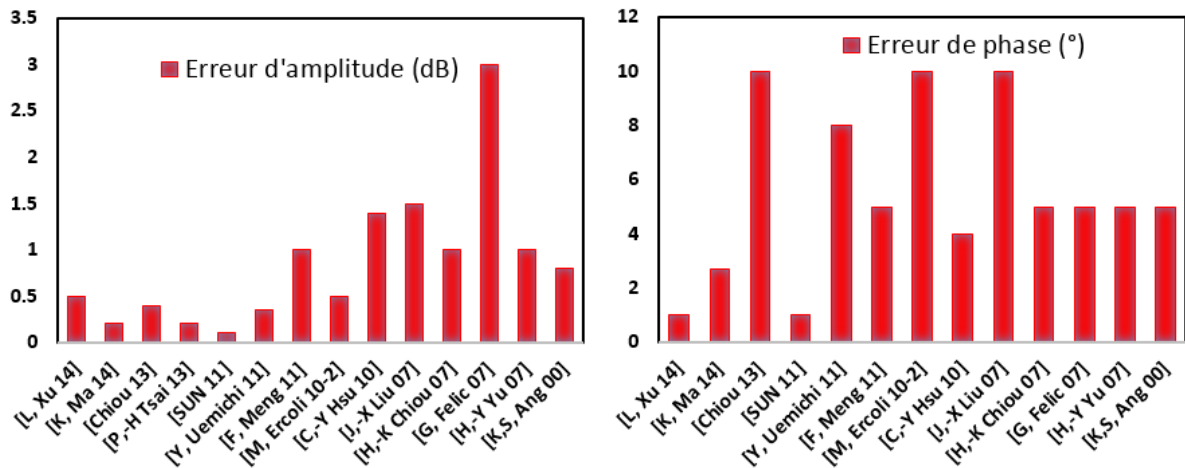 3.5
3
2.5
2
1.5
1
0.5
0
Erreur d'amplitude (dB)
[L, Xu 14]
[K, Ma 14]
[Chiou 13]
[P,-H Tsai 13]
[SUN 11]
[Y, Uemichi 11]
[F, Meng 11]
[M, Ercoli 10-2]
[C,-Y Hsu 10]
[J,-X Liu 07]
[H,-K Chiou 07]
[G, Felic 07]
[H,-Y Yu 07]
[K,S, Ang 00]
12
10
8
6
4
2
0
Erreur de phase (°)
[L, Xu 14]
[K, Ma 14]
[Chiou 13]
[SUN 11]
[Y, Uemichi 11]
[F, Meng 11]
[M, Ercoli 10-2]
[C,-Y Hsu 10]
[J,-X Liu 07]
[H,-K Chiou 07]
[G, Felic 07]
[H,-Y Yu 07]
[K,S, Ang 00]